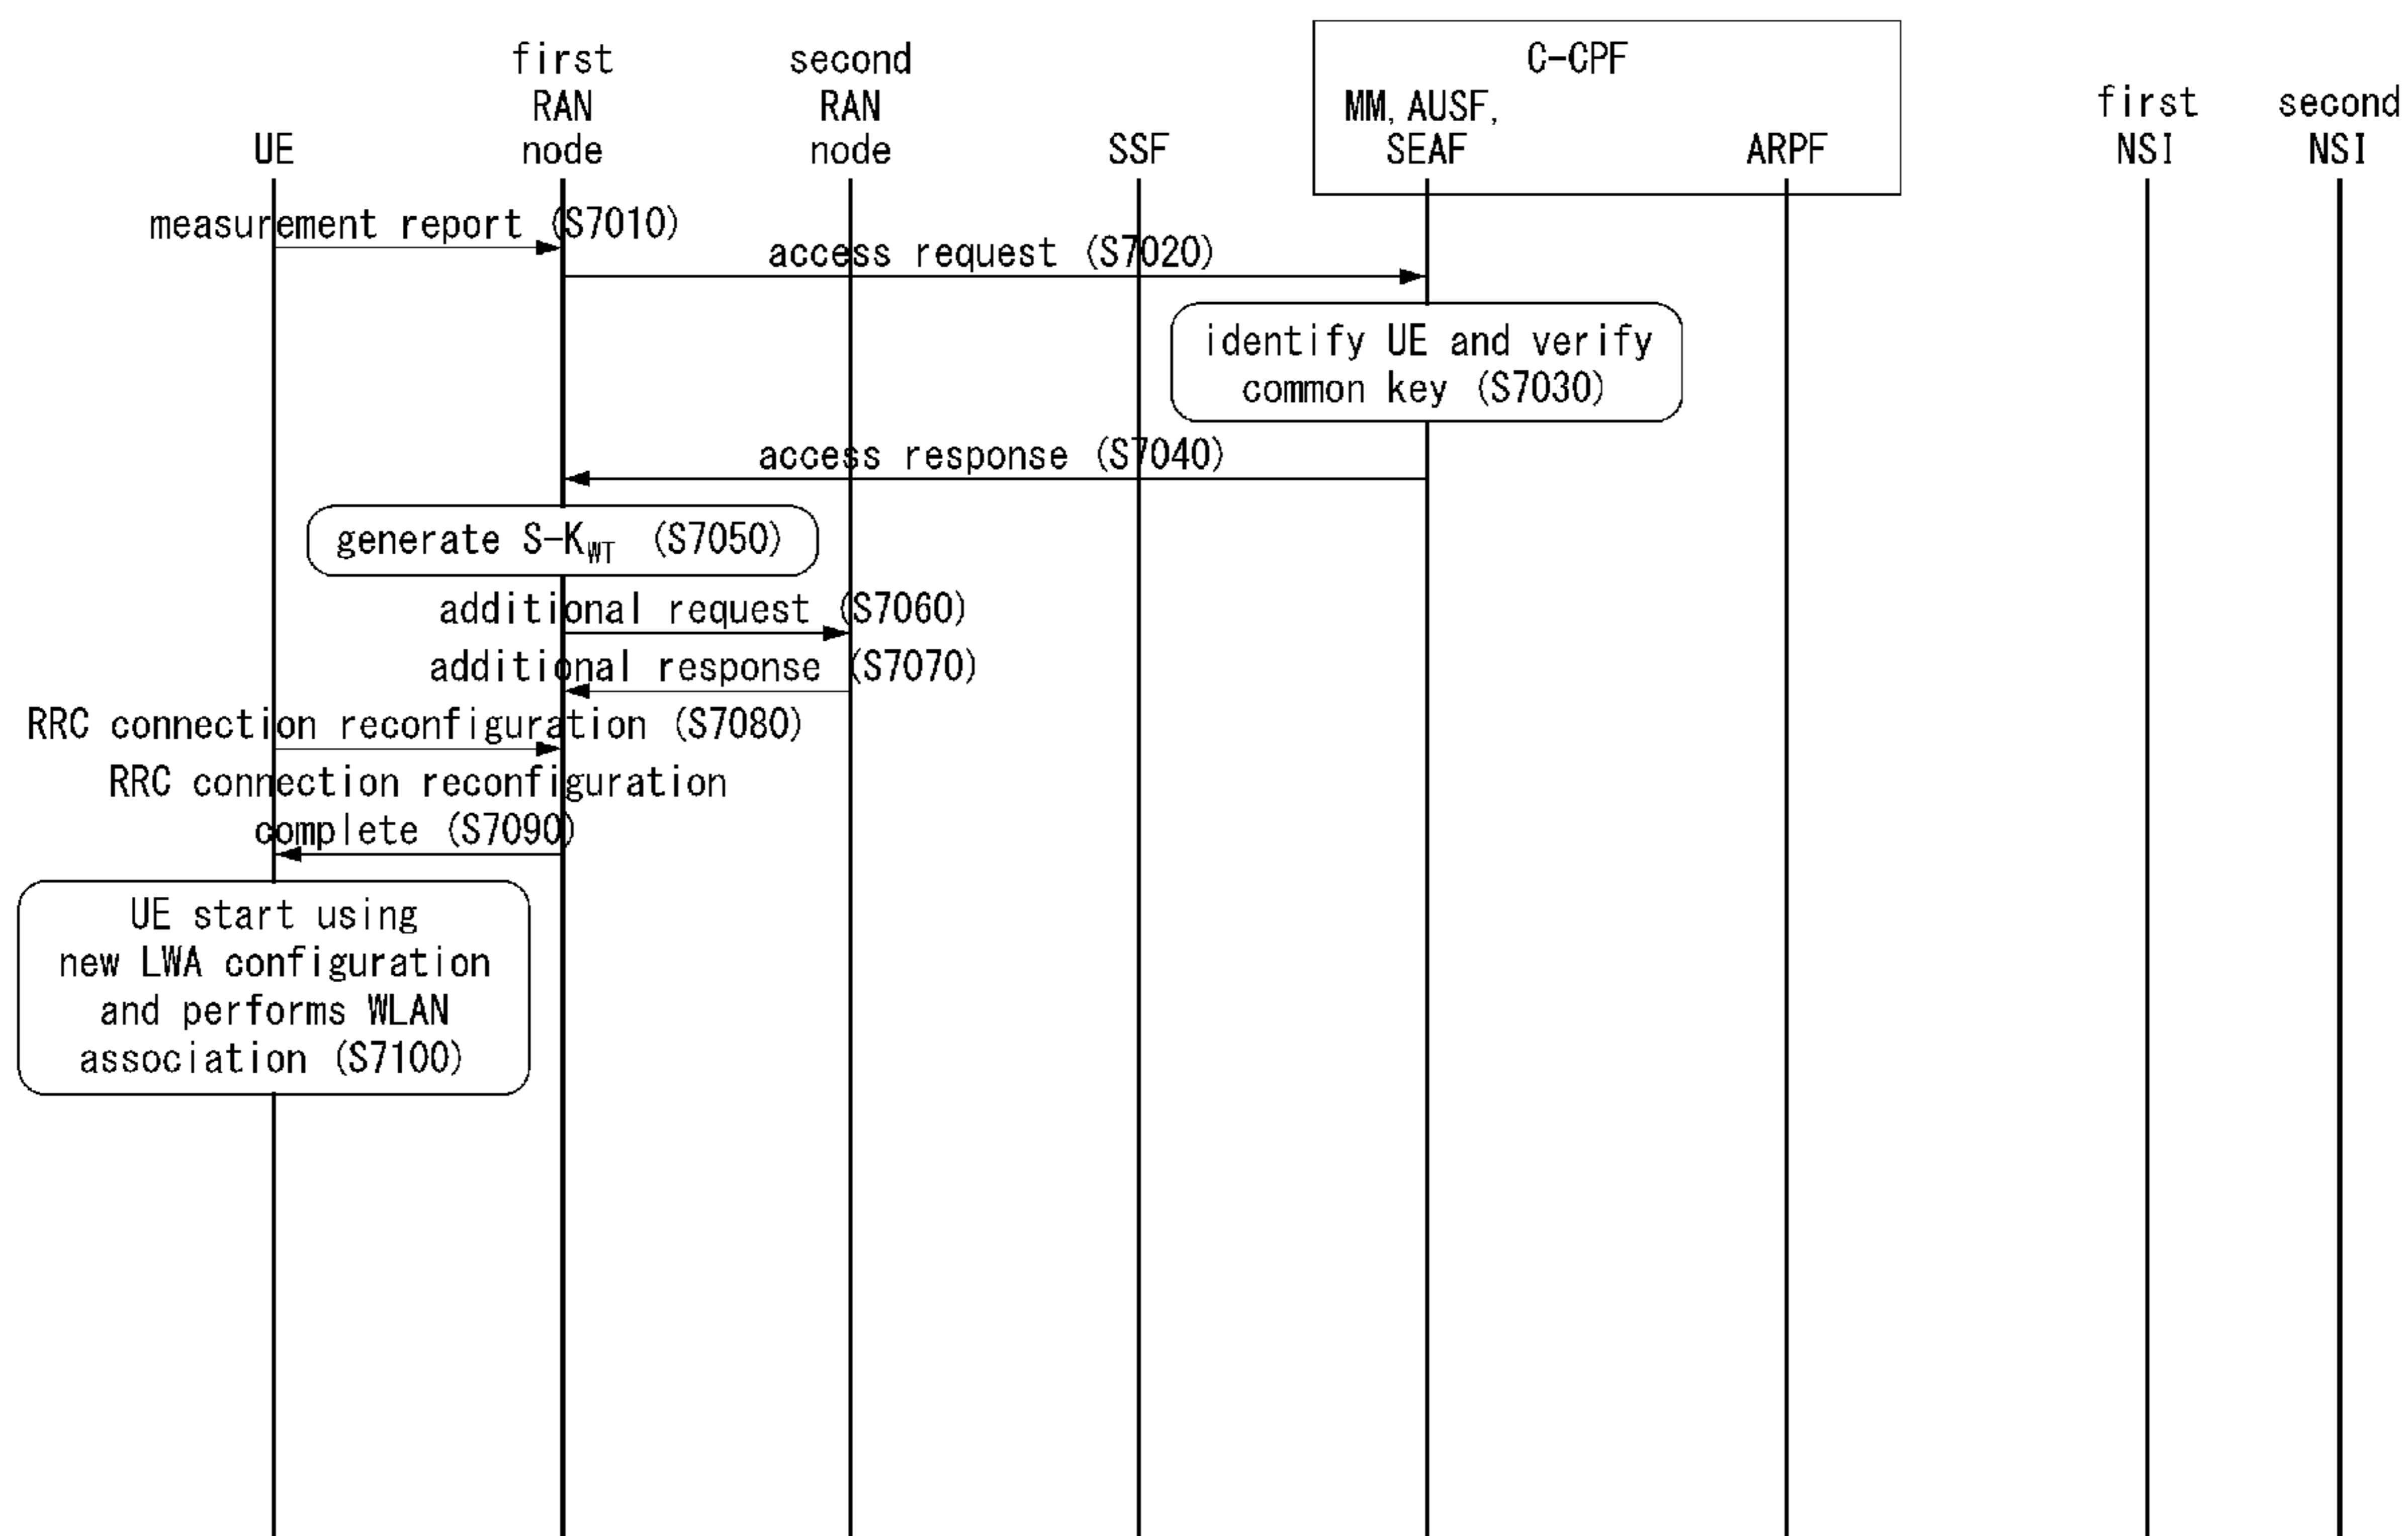 C-CPF
first
RAN
node
second
RAN
node
UE
SSF
MM, AUSF,
SEAF
ARPF
first
NSI
second
NSI
measurement report (S7010)
access request (S7020)
identify UE and verify
common key (S7030)
access response (S7040)
generate S-KWT (S7050)
additional request (S7060)
additional response (S7070)
RRC connection reconfiguration (S7080)
RRC connection reconfiguration
complete (S7090)
UE start using
new LWA configuration
and performs WLAN
association (S7100)